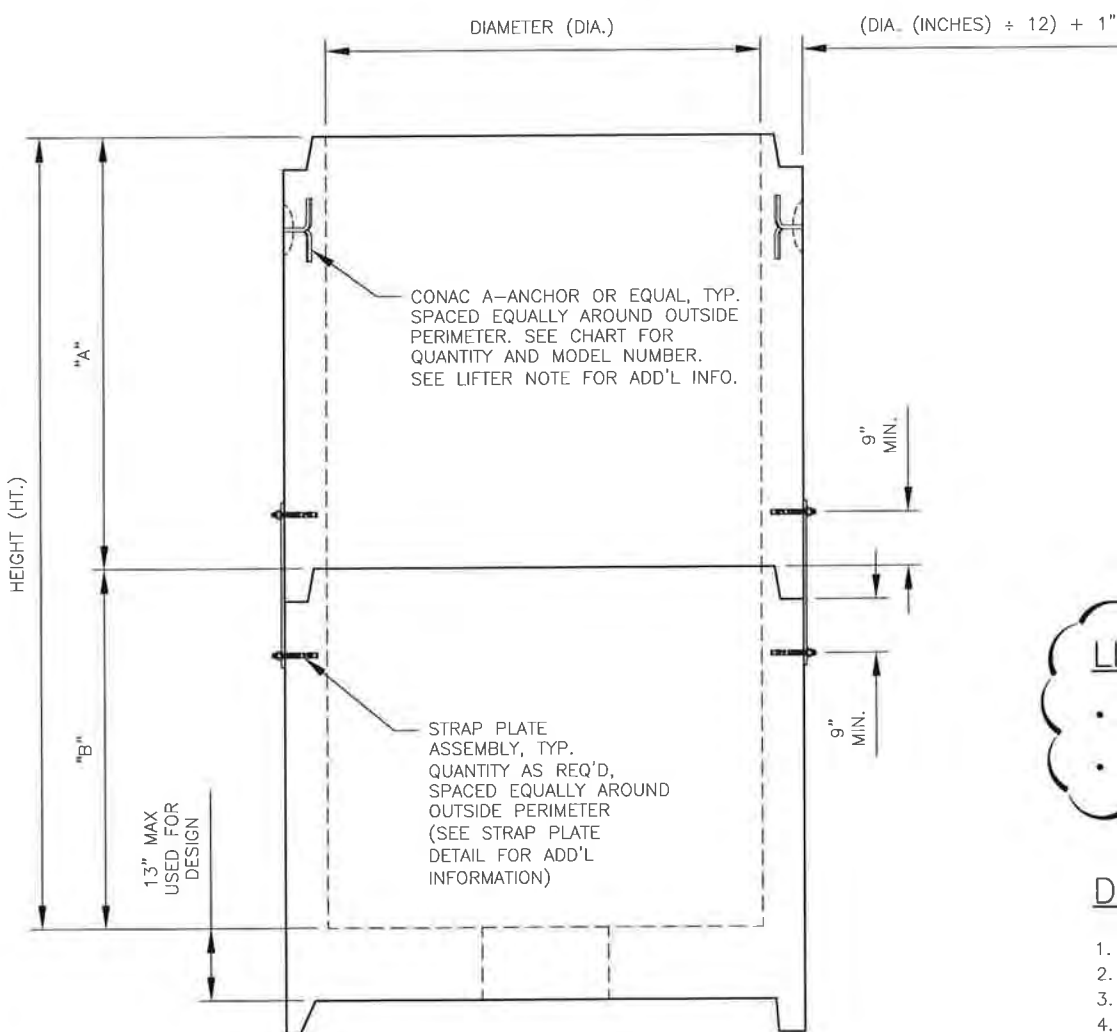 DIAMETER (DIA.)
(DIA. (INCHES) ÷ 12) + 1"
CONAC A-ANCHOR OR EQUAL, TYP.
SPACED EQUALLY AROUND OUTSIDE
PERIMETER. SEE CHART FOR
QUANTITY AND MODEL NUMBER.
SEE LIFTER NOTE FOR ADD'L INFO.
"A"
HEIGHT (HT.)
9"
MIN.
STRAP PLATE
ASSEMBLY, TYP.
QUANTITY AS REQ'D,
SPACED EQUALLY AROUND
OUTSIDE PERIMETER
(SEE STRAP PLATE
DETAIL FOR ADD'L
INFORMATION)
"B"
9"
MIN.
13" MAX
USED FOR
DESIGN
D
1.
2.
3.
4.